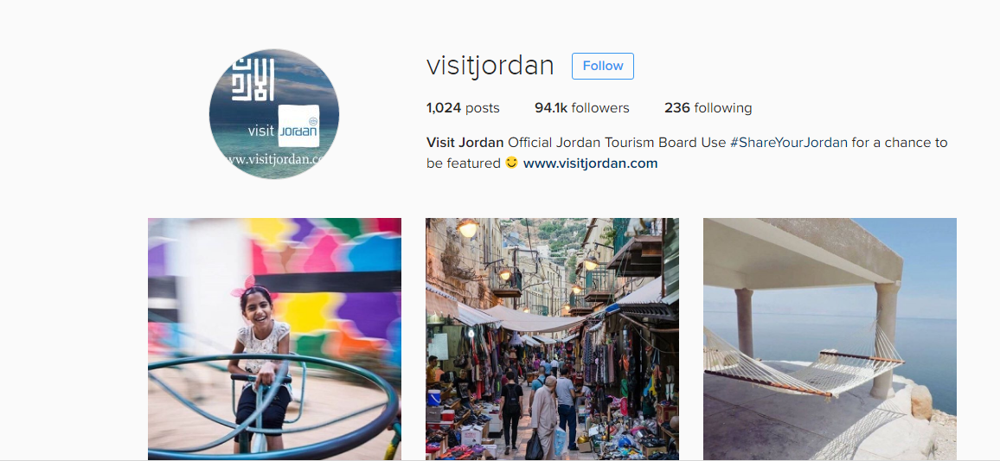 الأردن
visit Jordan
www.visitjordan.co
visitjordan Follow
1,024 posts 94.1k followers 236 following
Visit Jordan Official Jordan Tourism Board Use #ShareYourJordan for a chance to
be featured 😃 www.visitjordan.com